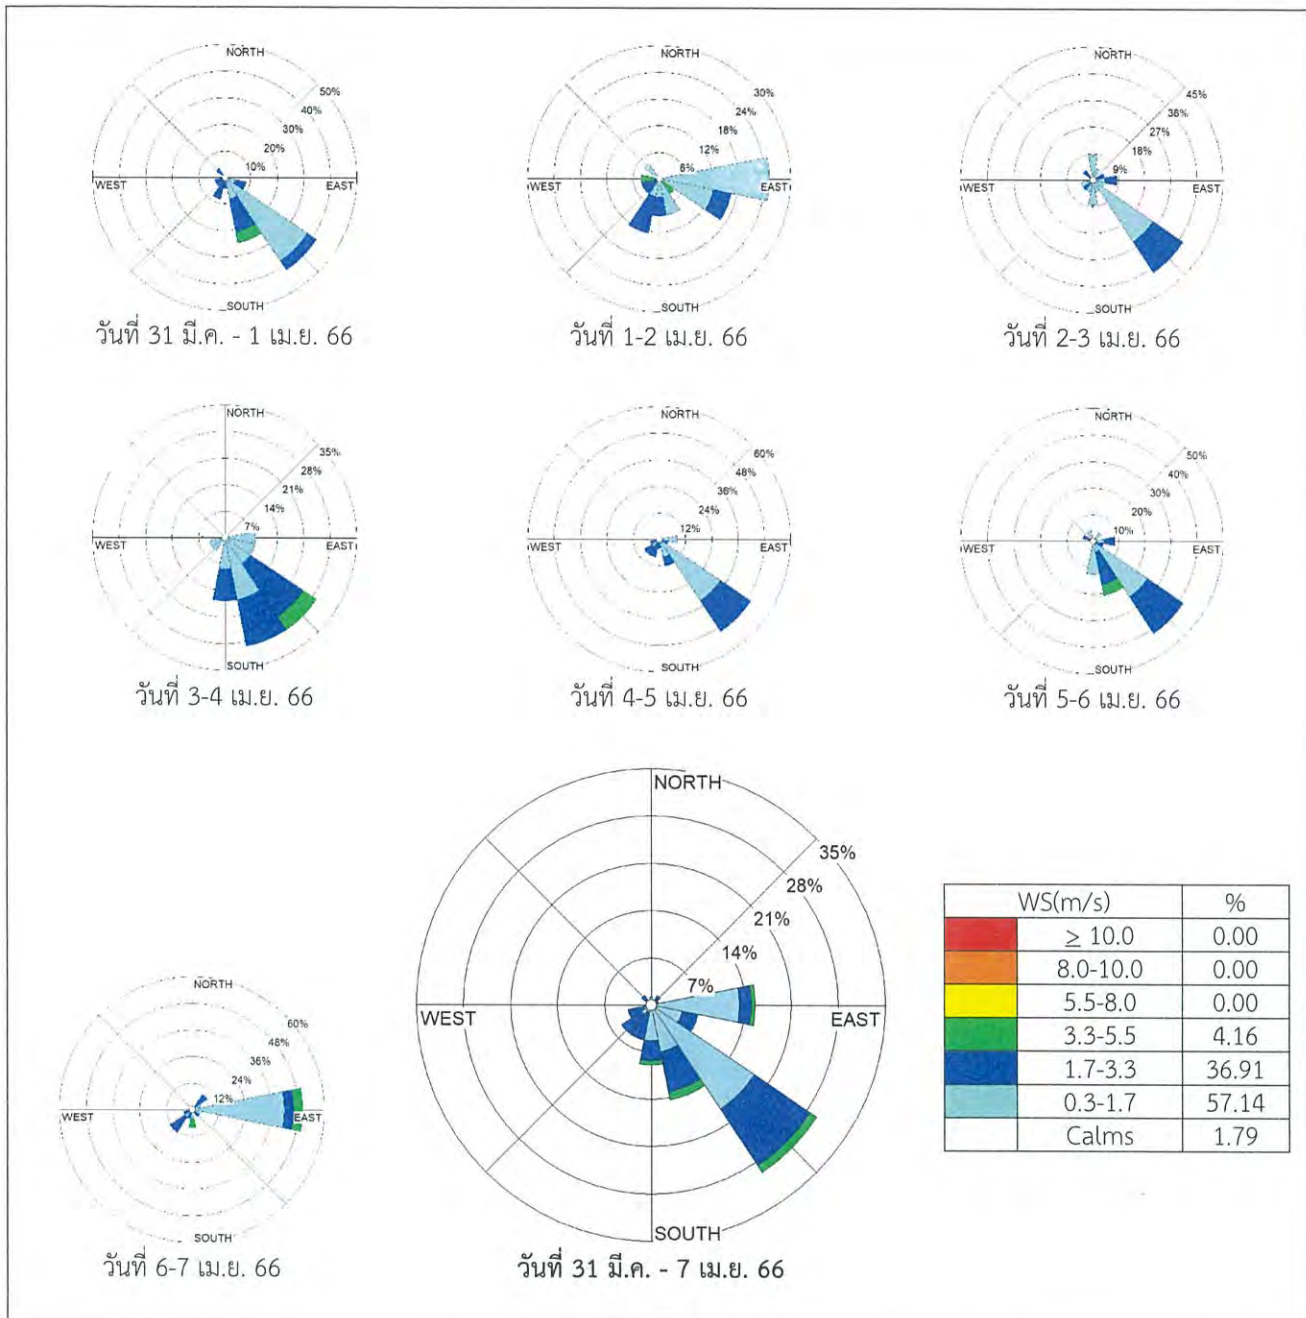 NORTH
50%
40%
30%
20%
10%
WEST
EAST
SOUTH
วันที่ 31 มี.ค. - 1 เม.ย. 66
NORTH
30%
24%
18%
12%
6%
WEST
EAST
SOUTH
วันที่ 1-2 เม.ย. 66
NORTH
45%
36%
27%
18%
9%
WEST
EAST
SOUTH
วันที่ 2-3 เม.ย. 66
NORTH
35%
28%
21%
14%
7%
WEST
EAST
SOUTH
วันที่ 3-4 เม.ย. 66
NORTH
60%
48%
36%
24%
12%
WEST
EAST
SOUTH
วันที่ 4-5 เม.ย. 66
NORTH
50%
40%
30%
20%
10%
WEST
EAST
SOUTH
วันที่ 5-6 เม.ย. 66
NORTH
60%
48%
36%
24%
12%
WEST
EAST
SOUTH
วันที่ 6-7 เม.ย. 66
NORTH
35%
28%
21%
14%
7%
WEST
EAST
SOUTH
วันที่ 31 มี.ค. - 7 เม.ย. 66
WS(m/s) %
≥ 10.0 0.00
8.0-10.0 0.00
5.5-8.0 0.00
3.3-5.5 4.16
1.7-3.3 36.91
0.3-1.7 57.14
Calms 1.79